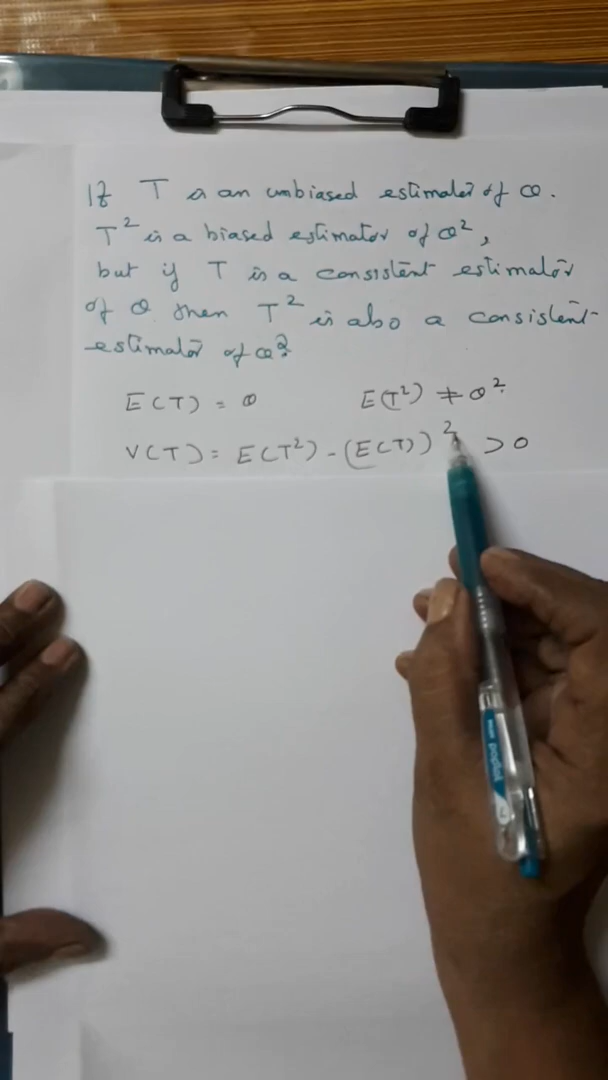 If T is an unbiased estimator of θ.
T² is a biased estimator of θ²,
but if T is a consistent estimator
of θ then T² is also a consistent
estimator of θ²
E(T) = θ E(T²) ≠ θ²
V(T) = E(T²) - (E(T))² > 0